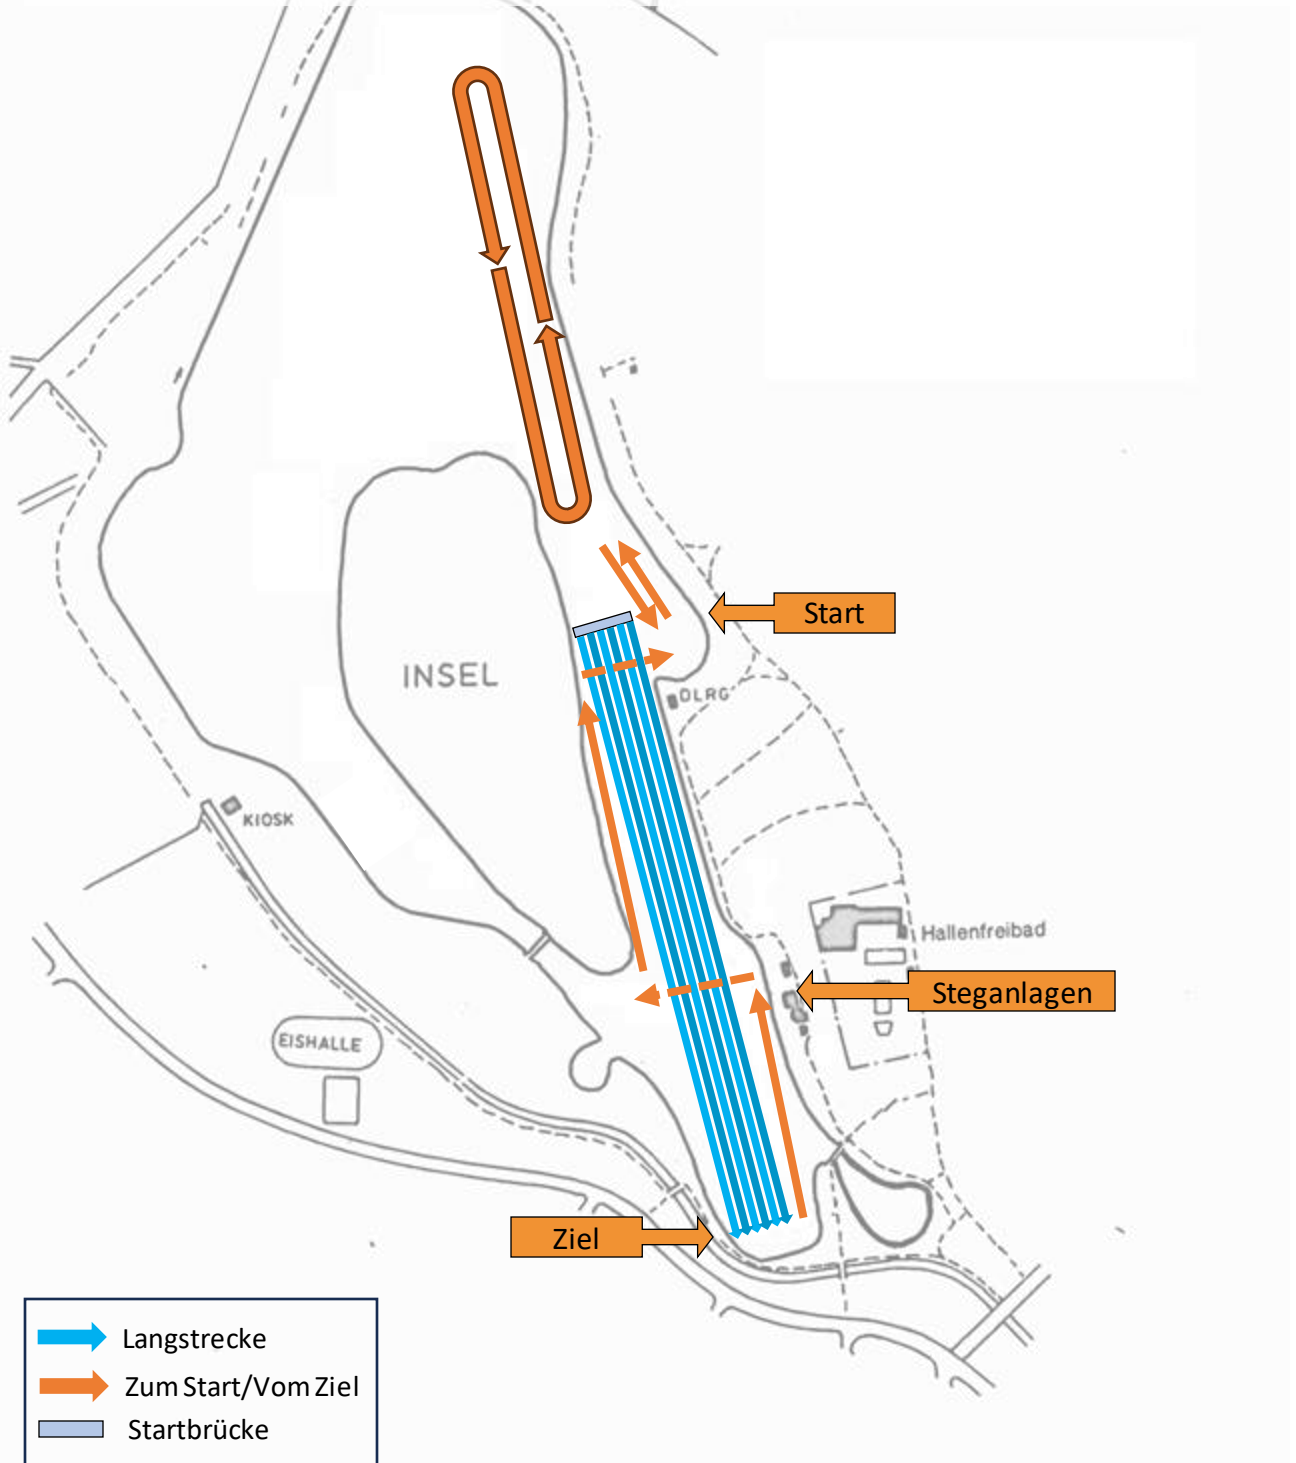 Start
INSEL
DLRG
KIOSK
Hallenfreibad
Steganlagen
EISHALLE
Ziel
Langstrecke
Zum Start/Vom Ziel
Startbrücke